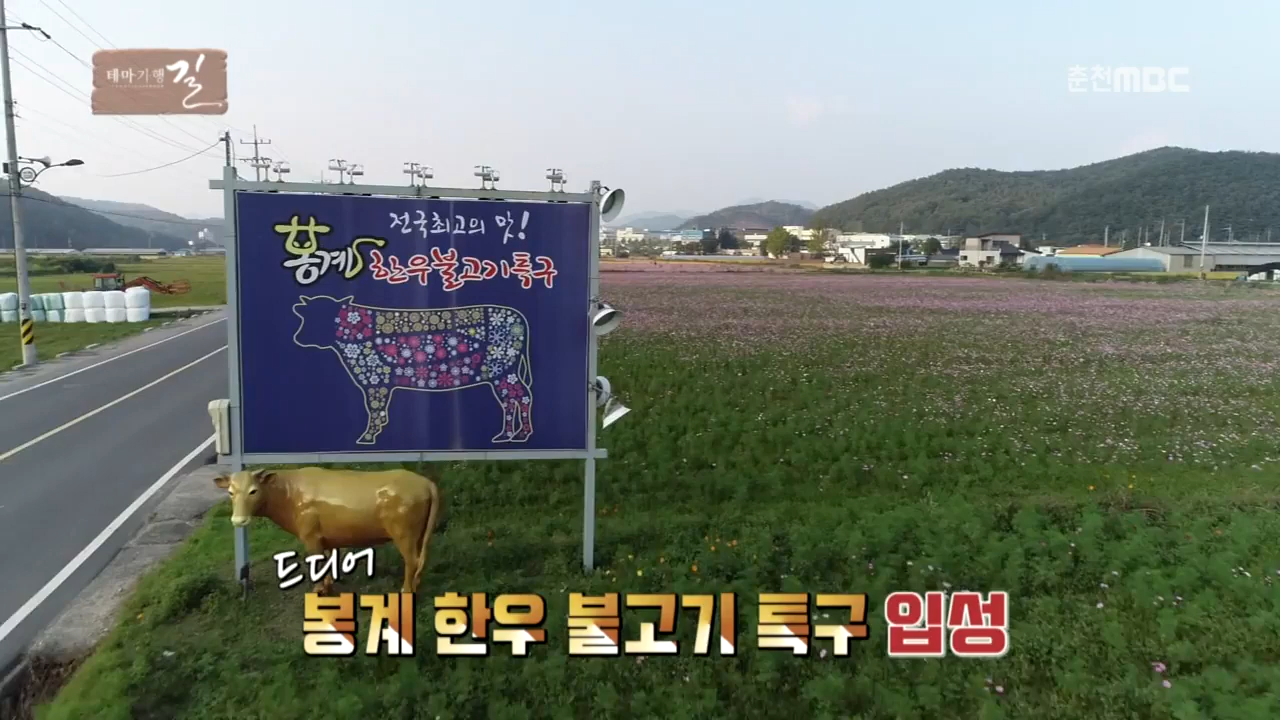 테마기행 길
춘천MBC
전국최고의 맛!
봉계 한우불고기특구
드디어
봉계 한우 불고기 특구 입성